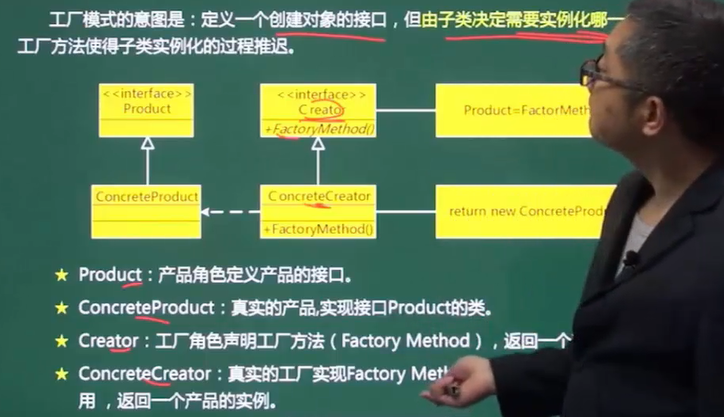 工厂模式的意图是：定义一个创建对象的接口，但由子类决定需要实例化哪一
工厂方法使得子类实例化的过程推迟。
<<interface>>
Product
<<interface>>
Creator
+FactoryMethod()
Product=FactorMeth
ConcreteProduct
ConcreteCreator
+FactoryMethod()
return new ConcreteProdu
★ Product：产品角色定义产品的接口。
★ ConcreteProduct：真实的产品,实现接口Product的类。
★ Creator：工厂角色声明工厂方法（Factory Method），返回一个
★ ConcreteCreator：真实的工厂实现Factory Meth
用，返回一个产品的实例。